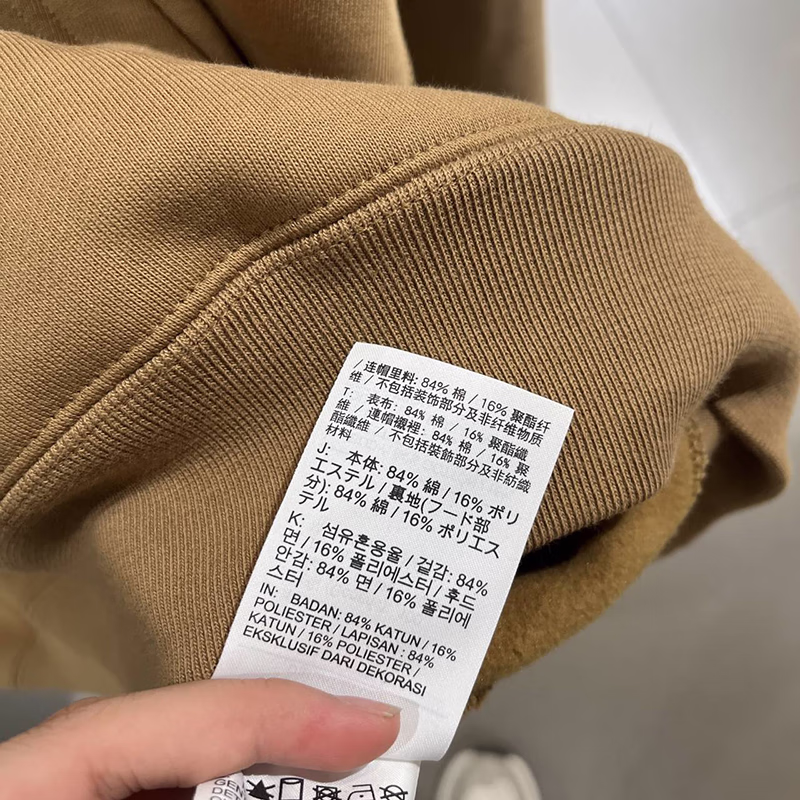 / 连帽里料: 84% 棉 / 16% 聚酯纤
维 / 不包括装饰部分及非纤维物质
T: 表布: 84% 棉 / 16% 聚酯纖
維 / 連帽襯裡: 84% 棉 / 16% 聚
酯纖維 / 不包括裝飾部分及非紡織
材料
J: 本体: 84% 綿 / 16% ポリ
エステル / 裏地(フード部
分): 84% 綿 / 16% ポリエス
テル
K: 섬유혼용율 / 겉감: 84%
면 / 16% 폴리에스터 / 후드
안감: 84% 면 / 16% 폴리에
스터
IN: BADAN: 84% KATUN / 16%
POLIESTER / LAPISAN : 84%
KATUN / 16% POLIESTER /
EKSKLUSIF DARI DEKORASI